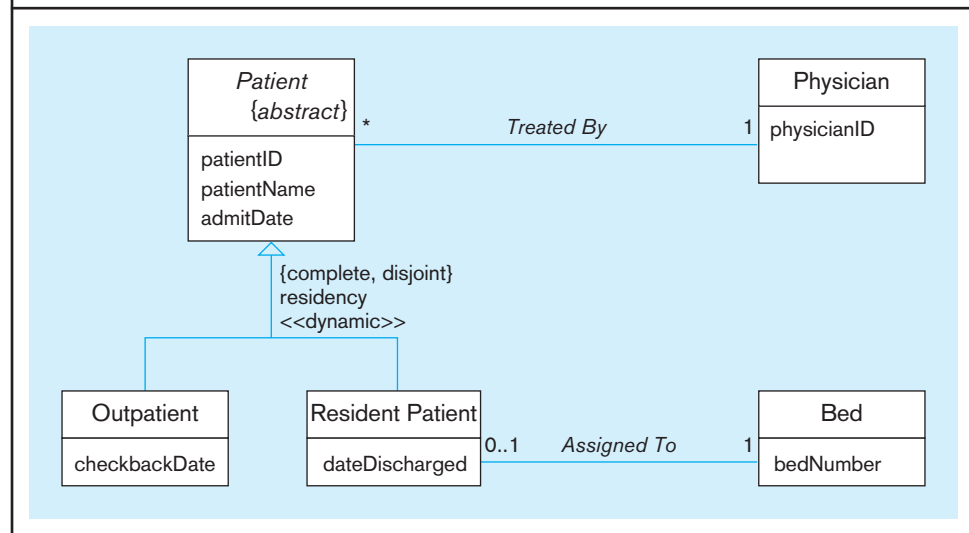 Patient
{abstract}
patientID
patientName
admitDate
*
Treated By
1
Physician
physicianID
{complete, disjoint}
residency
<<dynamic>>
Outpatient
checkbackDate
Resident Patient
dateDischarged
0..1
Assigned To
1
Bed
bedNumber